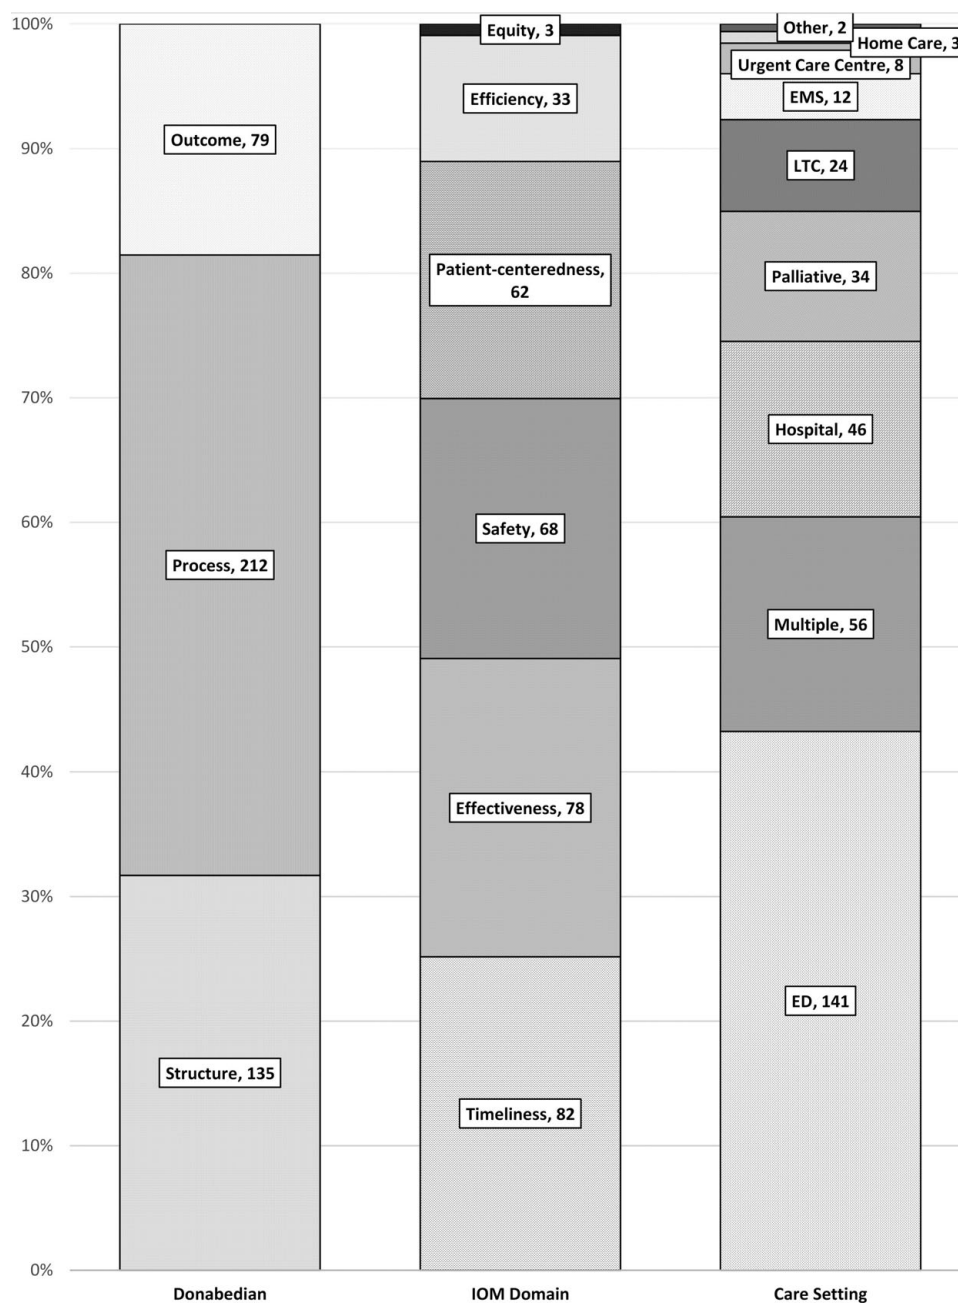 100%
90%
80%
70%
60%
50%
40%
30%
20%
10%
0%
Outcome, 79
Process, 212
Structure, 135
Donabedian
Equity, 3
Efficiency, 33
Patient-centeredness,
62
Safety, 68
Effectiveness, 78
Timeliness, 82
IOM Domain
Other, 2
Home Care, 3
Urgent Care Centre, 8
EMS, 12
LTC, 24
Palliative, 34
Hospital, 46
Multiple, 56
ED, 141
Care Setting